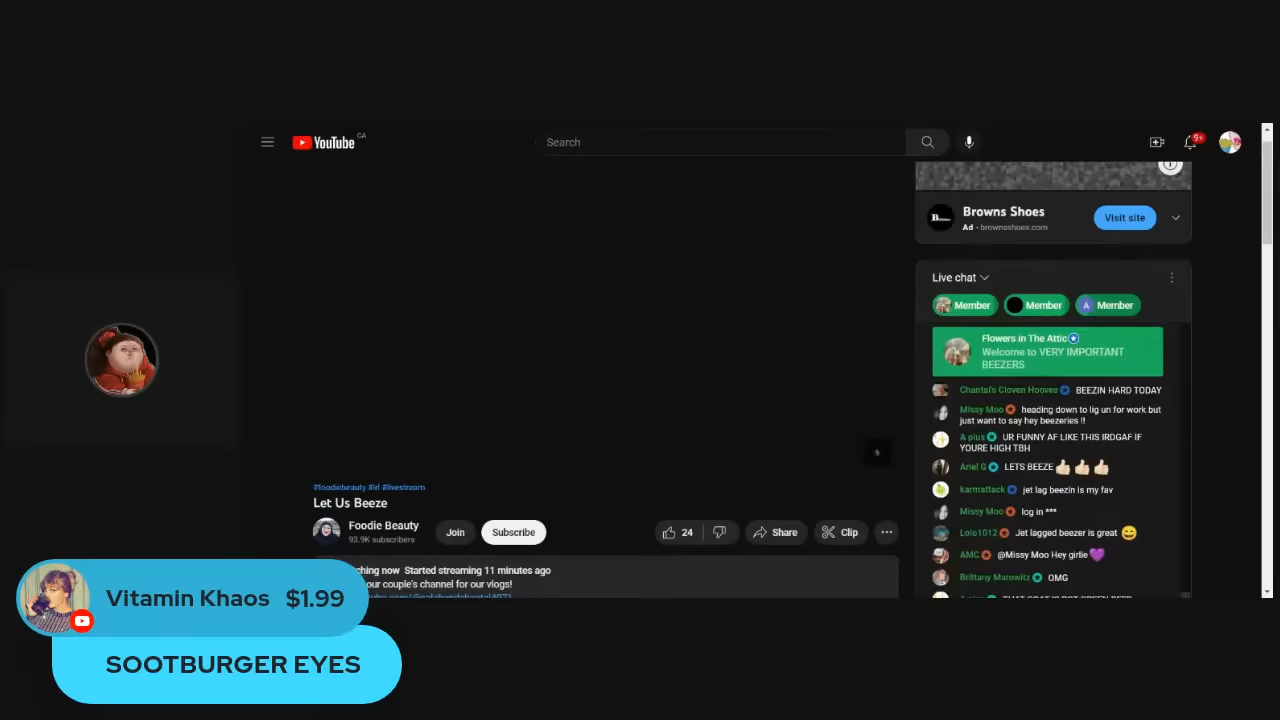 YouTube CA
Search
9+
Browns Shoes
Ad · brownsshoes.com
Visit site
Live chat
Member
Member
A Member
Flowers in The Attic
Welcome to VERY IMPORTANT
BEEZERS
Chantal's Cloven Hooves BEEZIN HARD TODAY
Missy Moo heading down to lig un for work but
just want to say hey beezeries !!
A plus UR FUNNY AF LIKE THIS IRDGAF IF
YOURE HIGH TBH
Ariel G LETS BEEZE👍🏻👍🏻👍🏻
karmattack jet lag beezin is my fav
Missy Moo log in ***
Lolo1012 Jet lagged beezer is great 😄
AMC @Missy Moo Hey girlie💜
Brittany Marowitz OMG
#foodiebeauty #irl #livestream
Let Us Beeze
Foodie Beauty
93.9K subscribers
Join
Subscribe
24
Share
Clip
ching now Started streaming 11 minutes ago
our couple's channel for our vlogs!
Vitamin Khaos $1.99
SOOTBURGER EYES